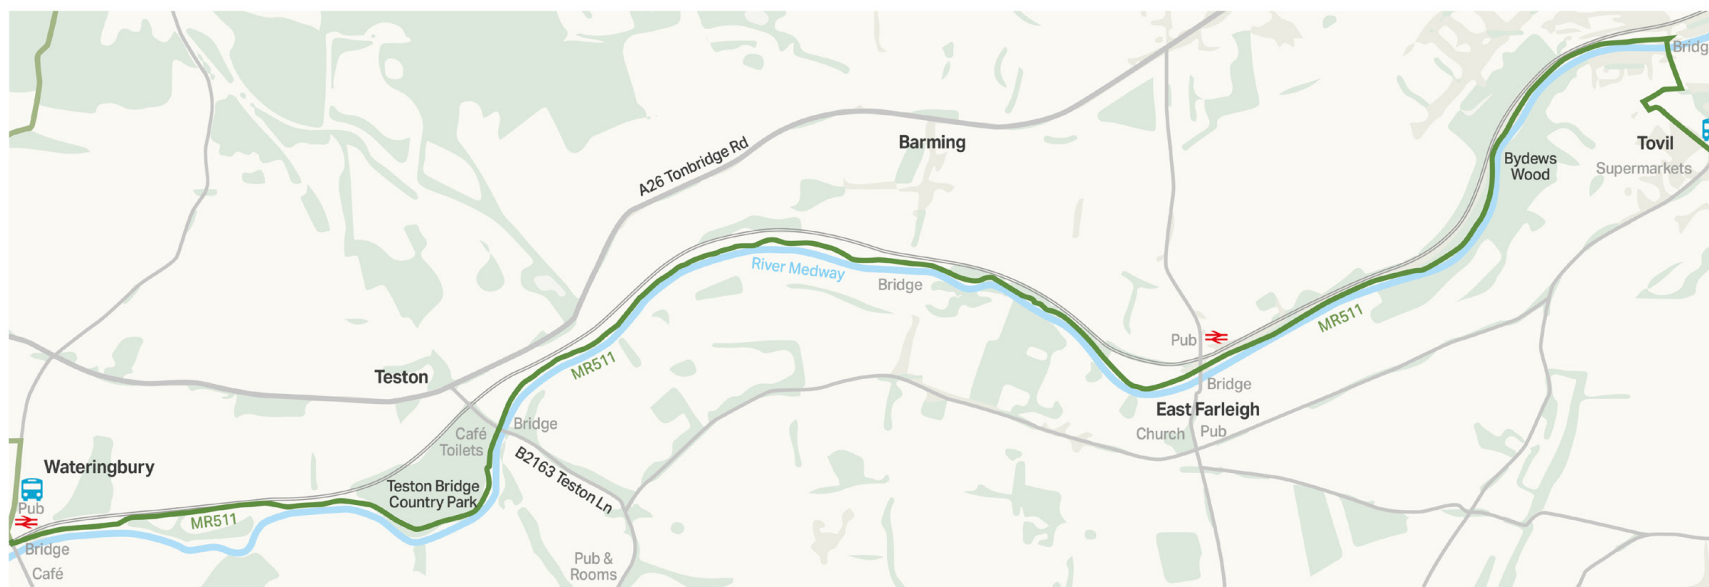 Bridg
Barming
A26 Tonbridge Rd
Tovil
Bydews
Wood
Supermarkets
River Medway
Bridge
MR511
Pub
MR511
Teston
Bridge
East Farleigh
Café
Toilets
Bridge
Church
Pub
B2163 Teston Ln
Wateringbury
Teston Bridge
Country Park
Pub
MR511
Bridge
Café
Pub &
Rooms